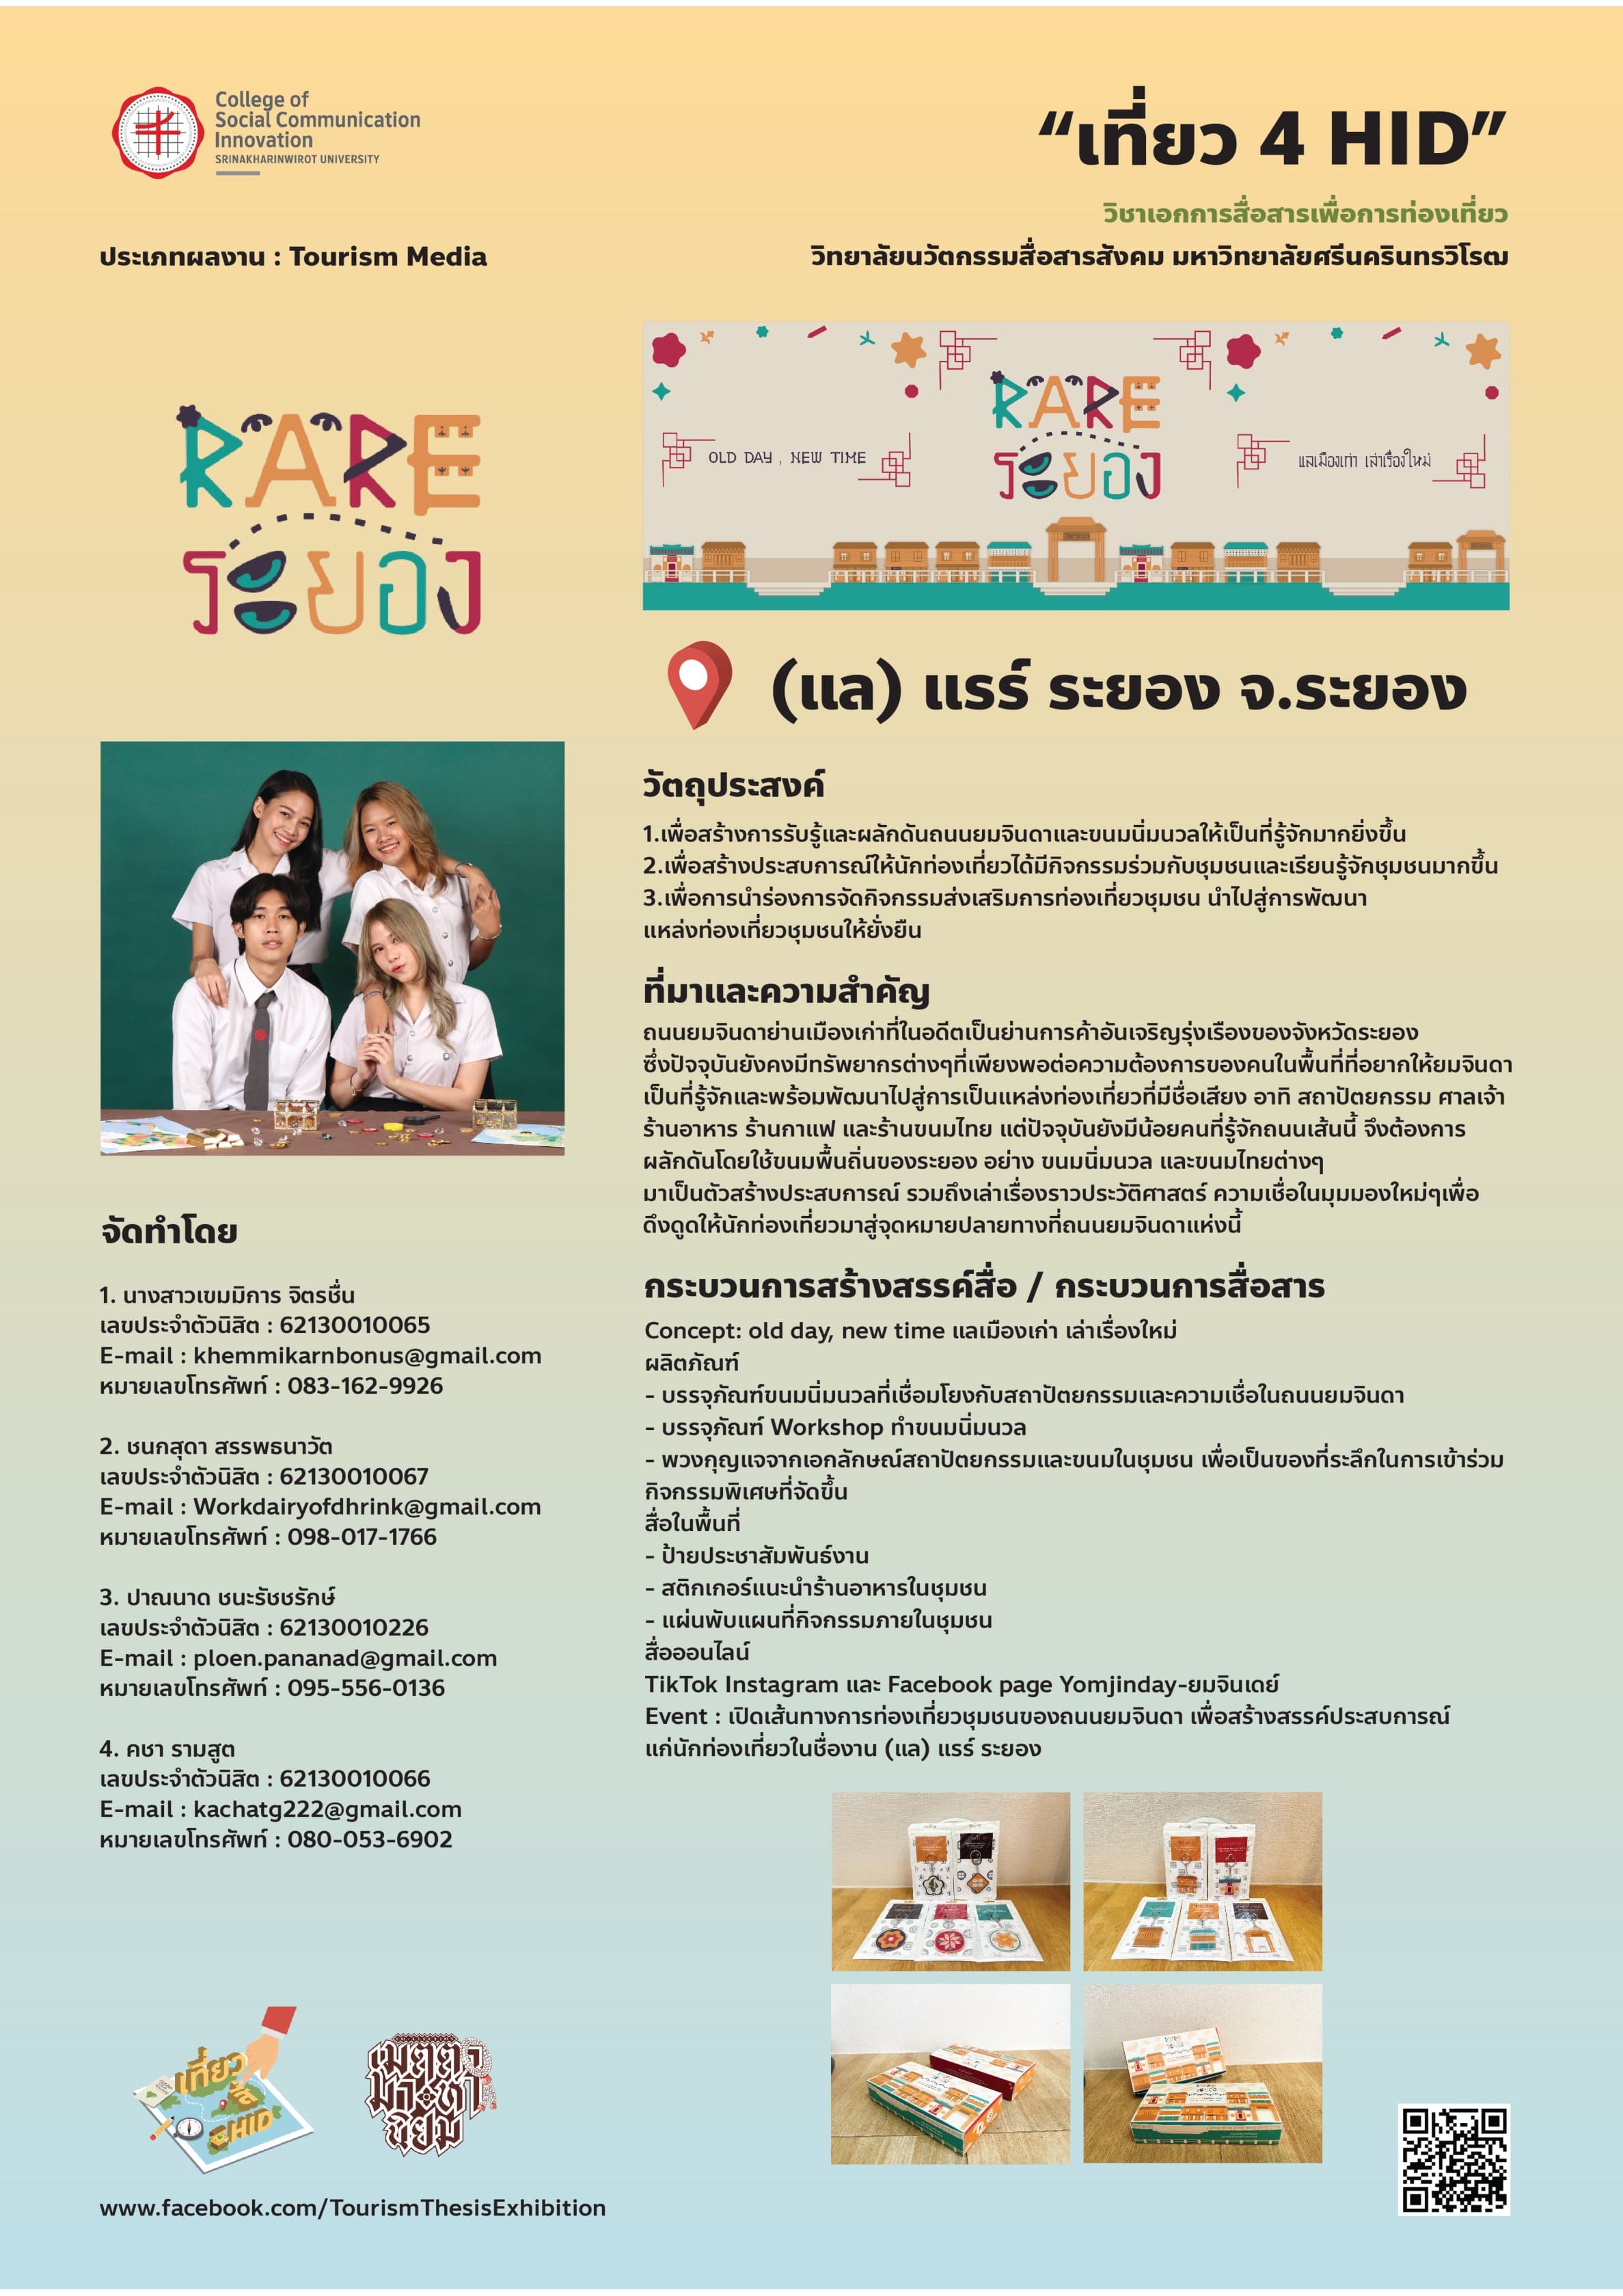 College of
Social Communication
Innovation
SRINAKHARINWIROT UNIVERSITY
“เที่ยว 4 HID”
วิชาเอกการสื่อสารเพื่อการท่องเที่ยว
ประเภทผลงาน : Tourism Media
วิทยาลัยนวัตกรรมสื่อสารสังคม มหาวิทยาลัยศรีนครินทรวิโรฒ
RARE
ระยอง
RARE
ระยอง
OLD DAY , NEW TIME
แลเมืองเก่า เล่าเรื่องใหม่
(แล) แรร์ ระยอง จ.ระยอง
วัตถุประสงค์
1.เพื่อสร้างการรับรู้และผลักดันถนนยมจินดาและขนมนิ่มนวลให้เป็นที่รู้จักมากยิ่งขึ้น
2.เพื่อสร้างประสบการณ์ให้นักท่องเที่ยวได้มีกิจกรรมร่วมกับชุมชนและเรียนรู้จักชุมชนมากขึ้น
3.เพื่อการนำร่องการจัดกิจกรรมส่งเสริมการท่องเที่ยวชุมชน นำไปสู่การพัฒนา
แหล่งท่องเที่ยวชุมชนให้ยั่งยืน
ที่มาและความสำคัญ
ถนนยมจินดาย่านเมืองเก่าที่ในอดีตเป็นย่านการค้าอันเจริญรุ่งเรืองของจังหวัดระยอง
ซึ่งปัจจุบันยังคงมีทรัพยากรต่างๆที่เพียงพอต่อความต้องการของคนในพื้นที่ที่อยากให้ยมจินดา
เป็นที่รู้จักและพร้อมพัฒนาไปสู่การเป็นแหล่งท่องเที่ยวที่มีชื่อเสียง อาทิ สถาปัตยกรรม ศาลเจ้า
ร้านอาหาร ร้านกาแฟ และร้านขนมไทย แต่ปัจจุบันยังมีน้อยคนที่รู้จักถนนเส้นนี้ จึงต้องการ
ผลักดันโดยใช้ขนมพื้นถิ่นของระยอง อย่าง ขนมนิ่มนวล และขนมไทยต่างๆ
มาเป็นตัวสร้างประสบการณ์ รวมถึงเล่าเรื่องราวประวัติศาสตร์ ความเชื่อในมุมมองใหม่ๆเพื่อ
ดึงดูดให้นักท่องเที่ยวมาสู่จุดหมายปลายทางที่ถนนยมจินดาแห่งนี้
กระบวนการสร้างสรรค์สื่อ / กระบวนการสื่อสาร
Concept: old day, new time แลเมืองเก่า เล่าเรื่องใหม่
ผลิตภัณฑ์
- บรรจุภัณฑ์ขนมนิ่มนวลที่เชื่อมโยงกับสถาปัตยกรรมและความเชื่อในถนนยมจินดา
- บรรจุภัณฑ์ Workshop ทำขนมนิ่มนวล
- พวงกุญแจจากเอกลักษณ์สถาปัตยกรรมและขนมในชุมชน เพื่อเป็นของที่ระลึกในการเข้าร่วม
กิจกรรมพิเศษที่จัดขึ้น
สื่อในพื้นที่
- ป้ายประชาสัมพันธ์งาน
- สติกเกอร์แนะนำร้านอาหารในชุมชน
- แผ่นพับแผนที่กิจกรรมภายในชุมชน
สื่อออนไลน์
TikTok Instagram และ Facebook page Yomjinday-ยมจินเดย์
Event : เปิดเส้นทางการท่องเที่ยวชุมชนของถนนยมจินดา เพื่อสร้างสรรค์ประสบการณ์
แก่นักท่องเที่ยวในชื่องาน (แล) แรร์ ระยอง
จัดทำโดย
1. นางสาวเขมมิการ จิตรชื่น
เลขประจำตัวนิสิต : 62130010065
E-mail : khemmikarnbonus@gmail.com
หมายเลขโทรศัพท์ : 083-162-9926
2. ชนกสุดา สรรพธนาวัต
เลขประจำตัวนิสิต : 62130010067
E-mail : Workdairyofdhrink@gmail.com
หมายเลขโทรศัพท์ : 098-017-1766
3. ปาณนาด ชนะรัชชรักษ์
เลขประจำตัวนิสิต : 62130010226
E-mail : ploen.pananad@gmail.com
หมายเลขโทรศัพท์ : 095-556-0136
4. คชา รามสูต
เลขประจำตัวนิสิต : 62130010066
E-mail : kachatg222@gmail.com
หมายเลขโทรศัพท์ : 080-053-6902
เที่ยว
4
HID
www.facebook.com/TourismThesisExhibition